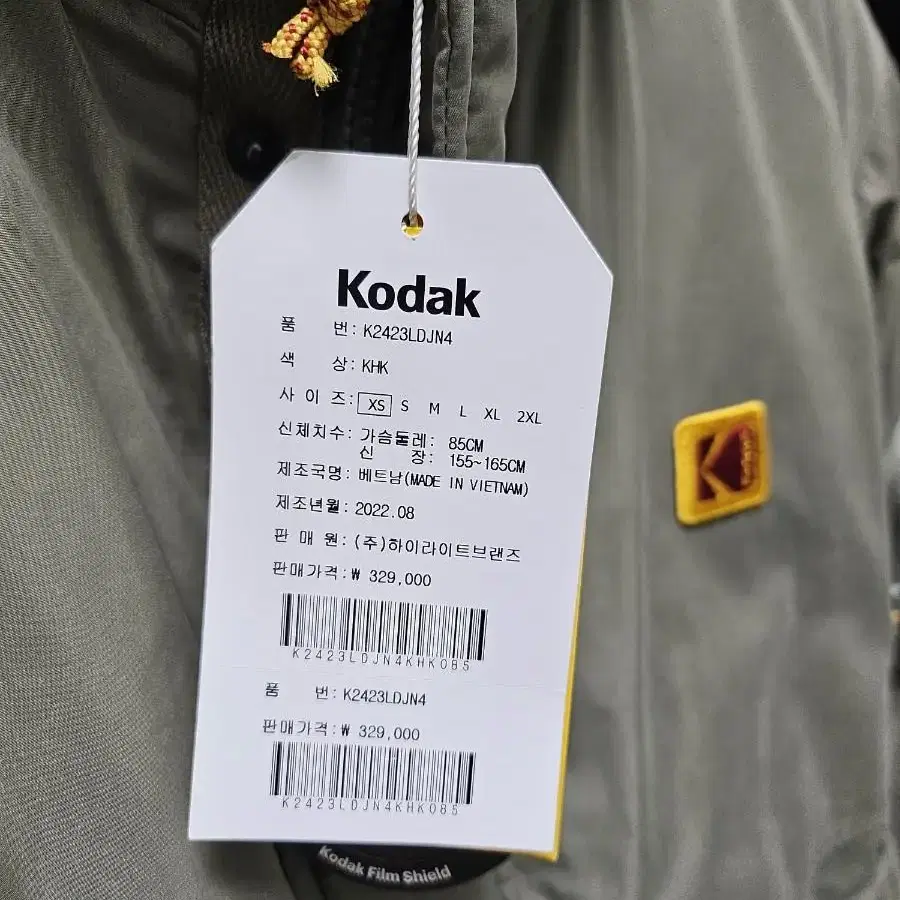 Kodak
품 번: K2423LDJN4
색 상: KHK
사 이 즈: XS S M L XL 2XL
신체치수: 가슴둘레: 85CM
신 장: 155~165CM
제조국명: 베트남(MADE IN VIETNAM)
제조년월: 2022.08
판 매 원: (주)하이라이트브랜즈
판매가격: ₩ 329,000
K2423LDJN4KHK085
품 번: K2423LDJN4
판매가격: ₩ 329,000
K2423LDJN4KHK085
Kodak Film Shield